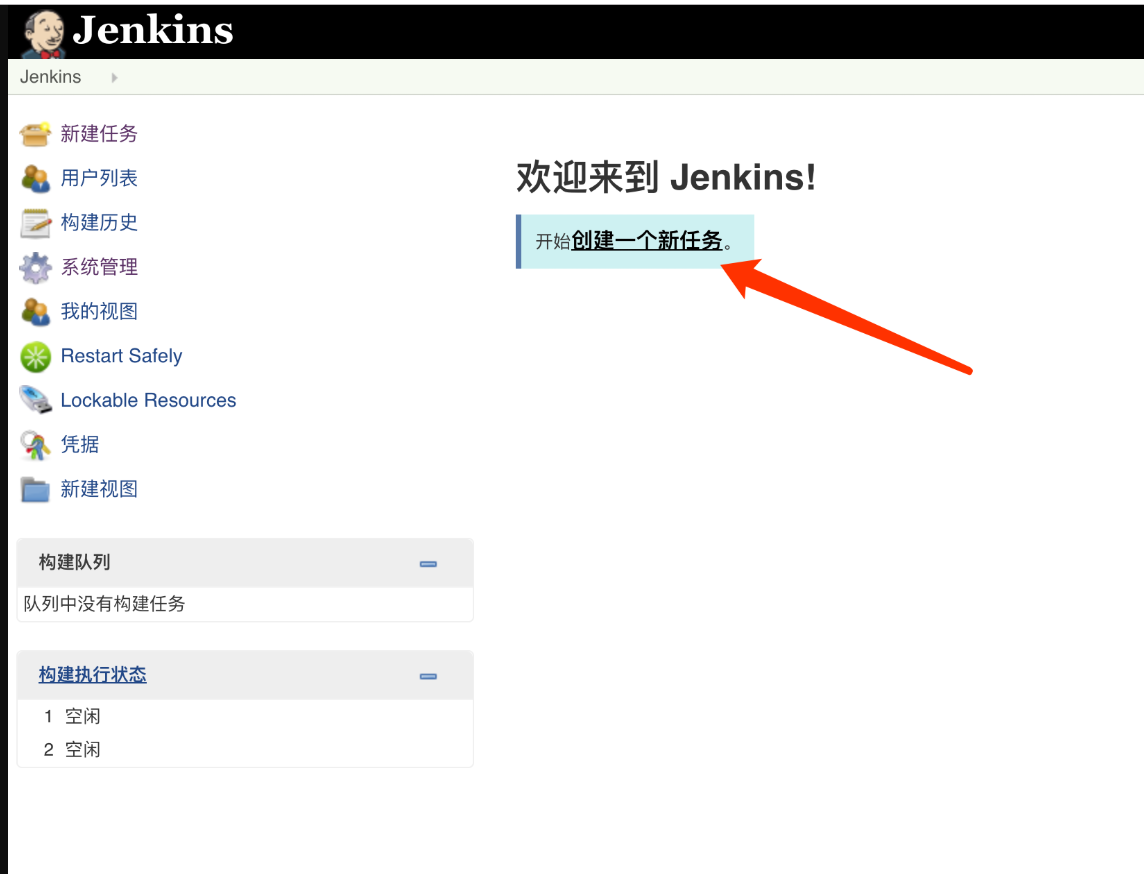 Jenkins
Jenkins
新建任务
用户列表
构建历史
系统管理
我的视图
Restart Safely
Lockable Resources
凭据
新建视图
构建队列
队列中没有构建任务
构建执行状态
1 空闲
2 空闲
欢迎来到 Jenkins!
开始创建一个新任务。